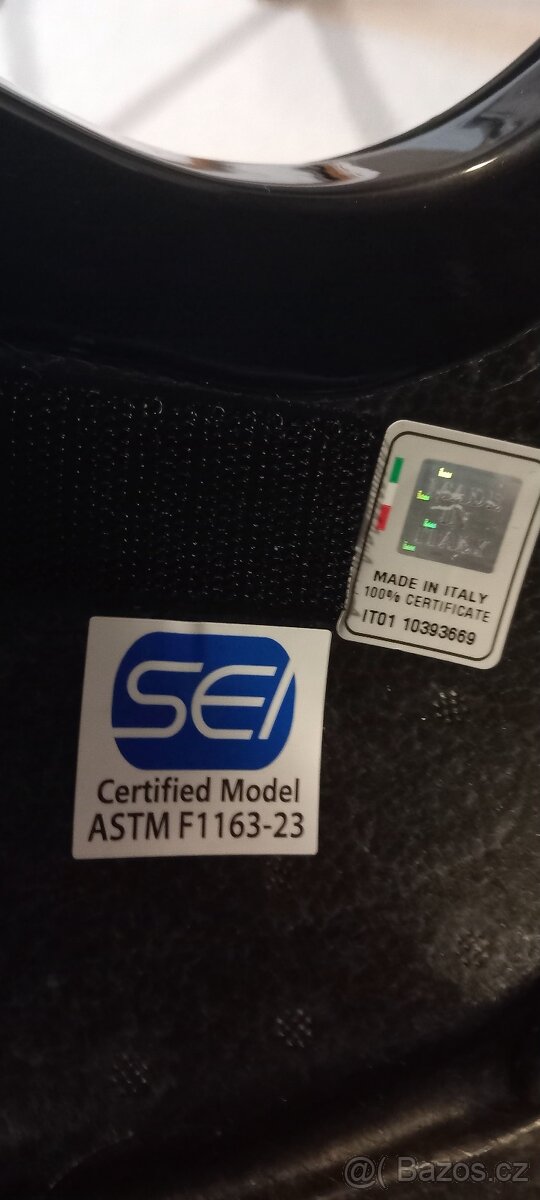 MADE IN ITALY
100% CERTIFICATE
IT01 10393669
SEI
Certified Model
ASTM F1163-23
@( Bazos.cz